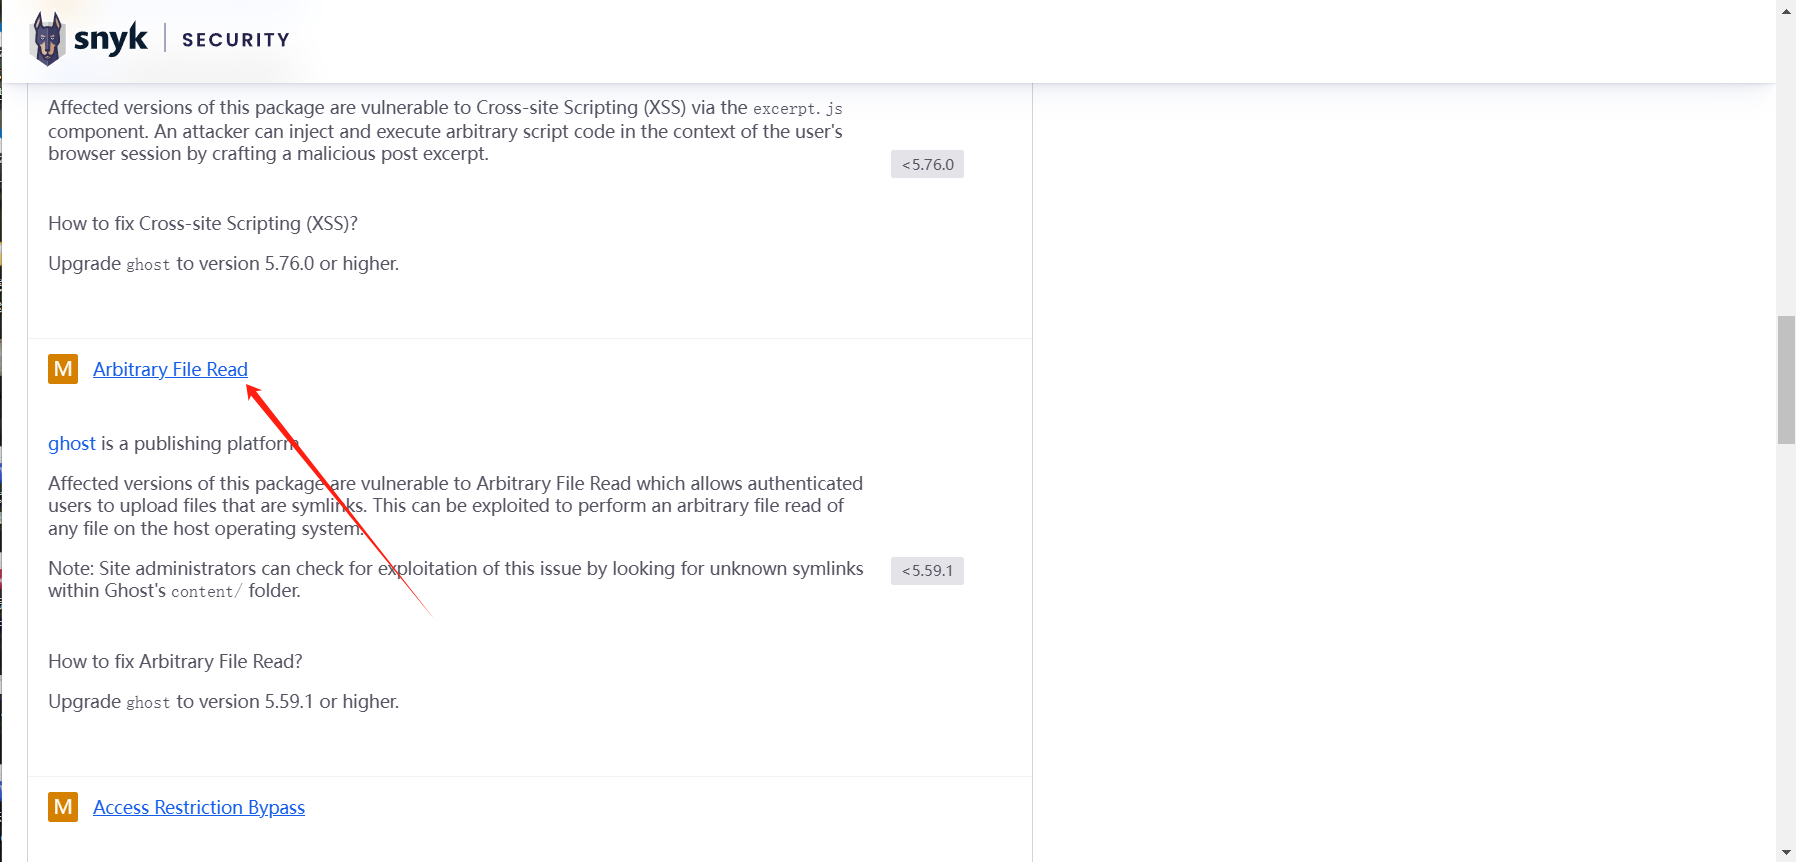 snyk | SECURITY
Affected versions of this package are vulnerable to Cross-site Scripting (XSS) via the excerpt.js
component. An attacker can inject and execute arbitrary script code in the context of the user's
browser session by crafting a malicious post excerpt.
<5.76.0
How to fix Cross-site Scripting (XSS)?
Upgrade ghost to version 5.76.0 or higher.
M Arbitrary File Read
ghost is a publishing platform
Affected versions of this package are vulnerable to Arbitrary File Read which allows authenticated
users to upload files that are symlinks. This can be exploited to perform an arbitrary file read of
any file on the host operating system.
Note: Site administrators can check for exploitation of this issue by looking for unknown symlinks
within Ghost's content/ folder.
<5.59.1
How to fix Arbitrary File Read?
Upgrade ghost to version 5.59.1 or higher.
M Access Restriction Bypass